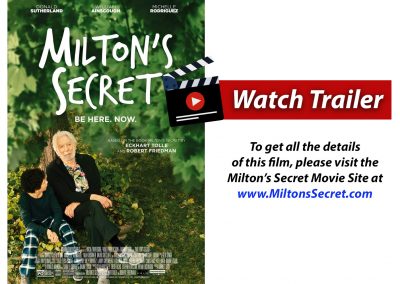 DONALD SUTHERLAND
WILLIAM AINSCOUGH
MICHELLE RODRIGUEZ
MILTON'S
SECRET
BE HERE. NOW.
BASED ON THE BOOK MILTON'S SECRET BY
ECKHART TOLLE
AND ROBERT FRIEDMAN
Watch Trailer
To get all the details
of this film, please visit the
Milton's Secret Movie Site at
www.MiltonsSecret.com